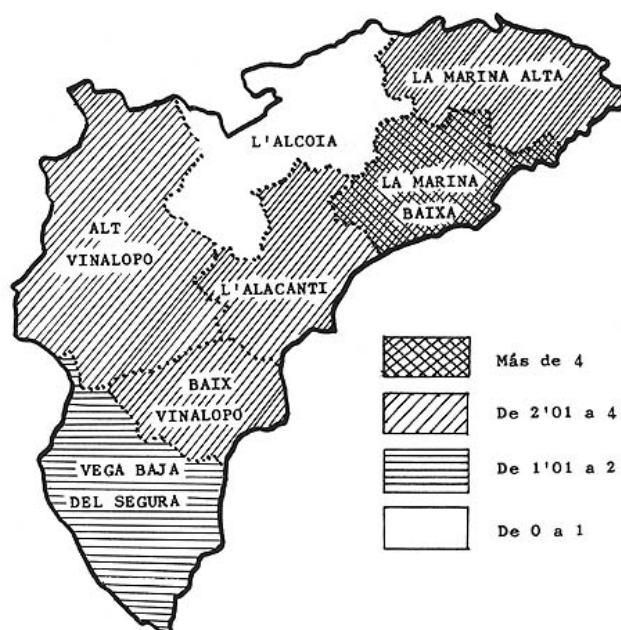 LA MARINA ALTA
L'ALCOIA
LA MARINA
BAIXA
ALT
VINALOPO
L'ALACANTI
BAIX
VINALOPO
VEGA BAJA
DEL SEGURA
Más de 4
De 2'01 a 4
De 1'01 a 2
De 0 a 1